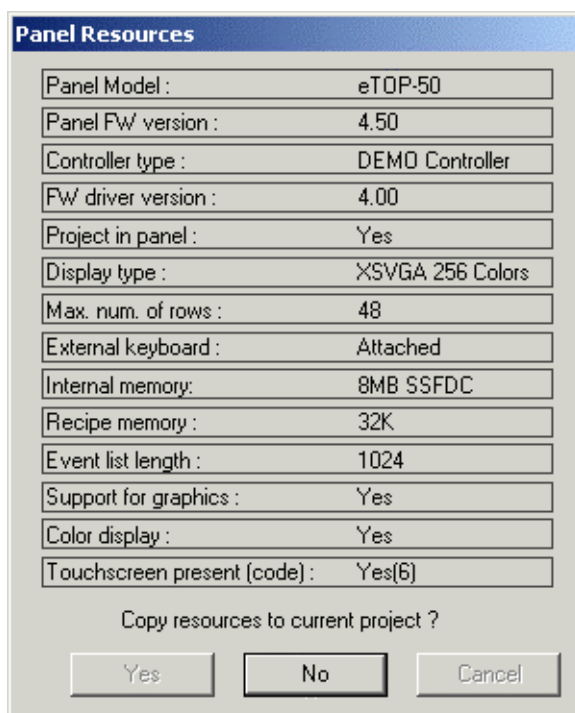 Panel Resources
Panel Model : eTOP-50
Panel FW version : 4.50
Controller type : DEMO Controller
FW driver version : 4.00
Project in panel : Yes
Display type : XSVGA 256 Colors
Max. num. of rows : 48
External keyboard : Attached
Internal memory: 8MB SSFDC
Recipe memory : 32K
Event list length : 1024
Support for graphics : Yes
Color display : Yes
Touchscreen present (code) : Yes(6)
Copy resources to current project ?
Yes No Cancel